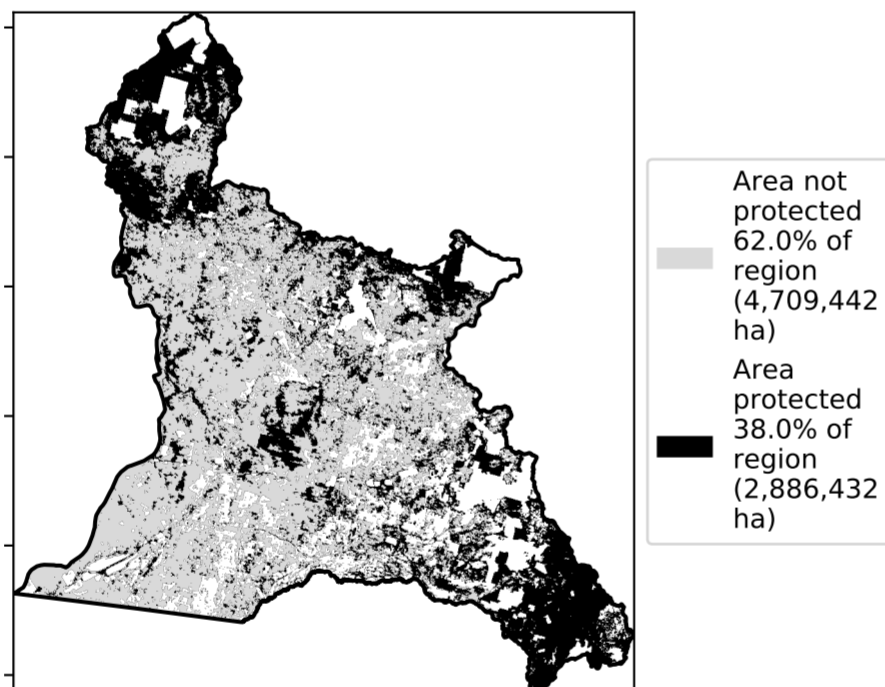 Area not
protected
62.0% of
region
(4,709,442
ha)
Area
protected
38.0% of
region
(2,886,432
ha)